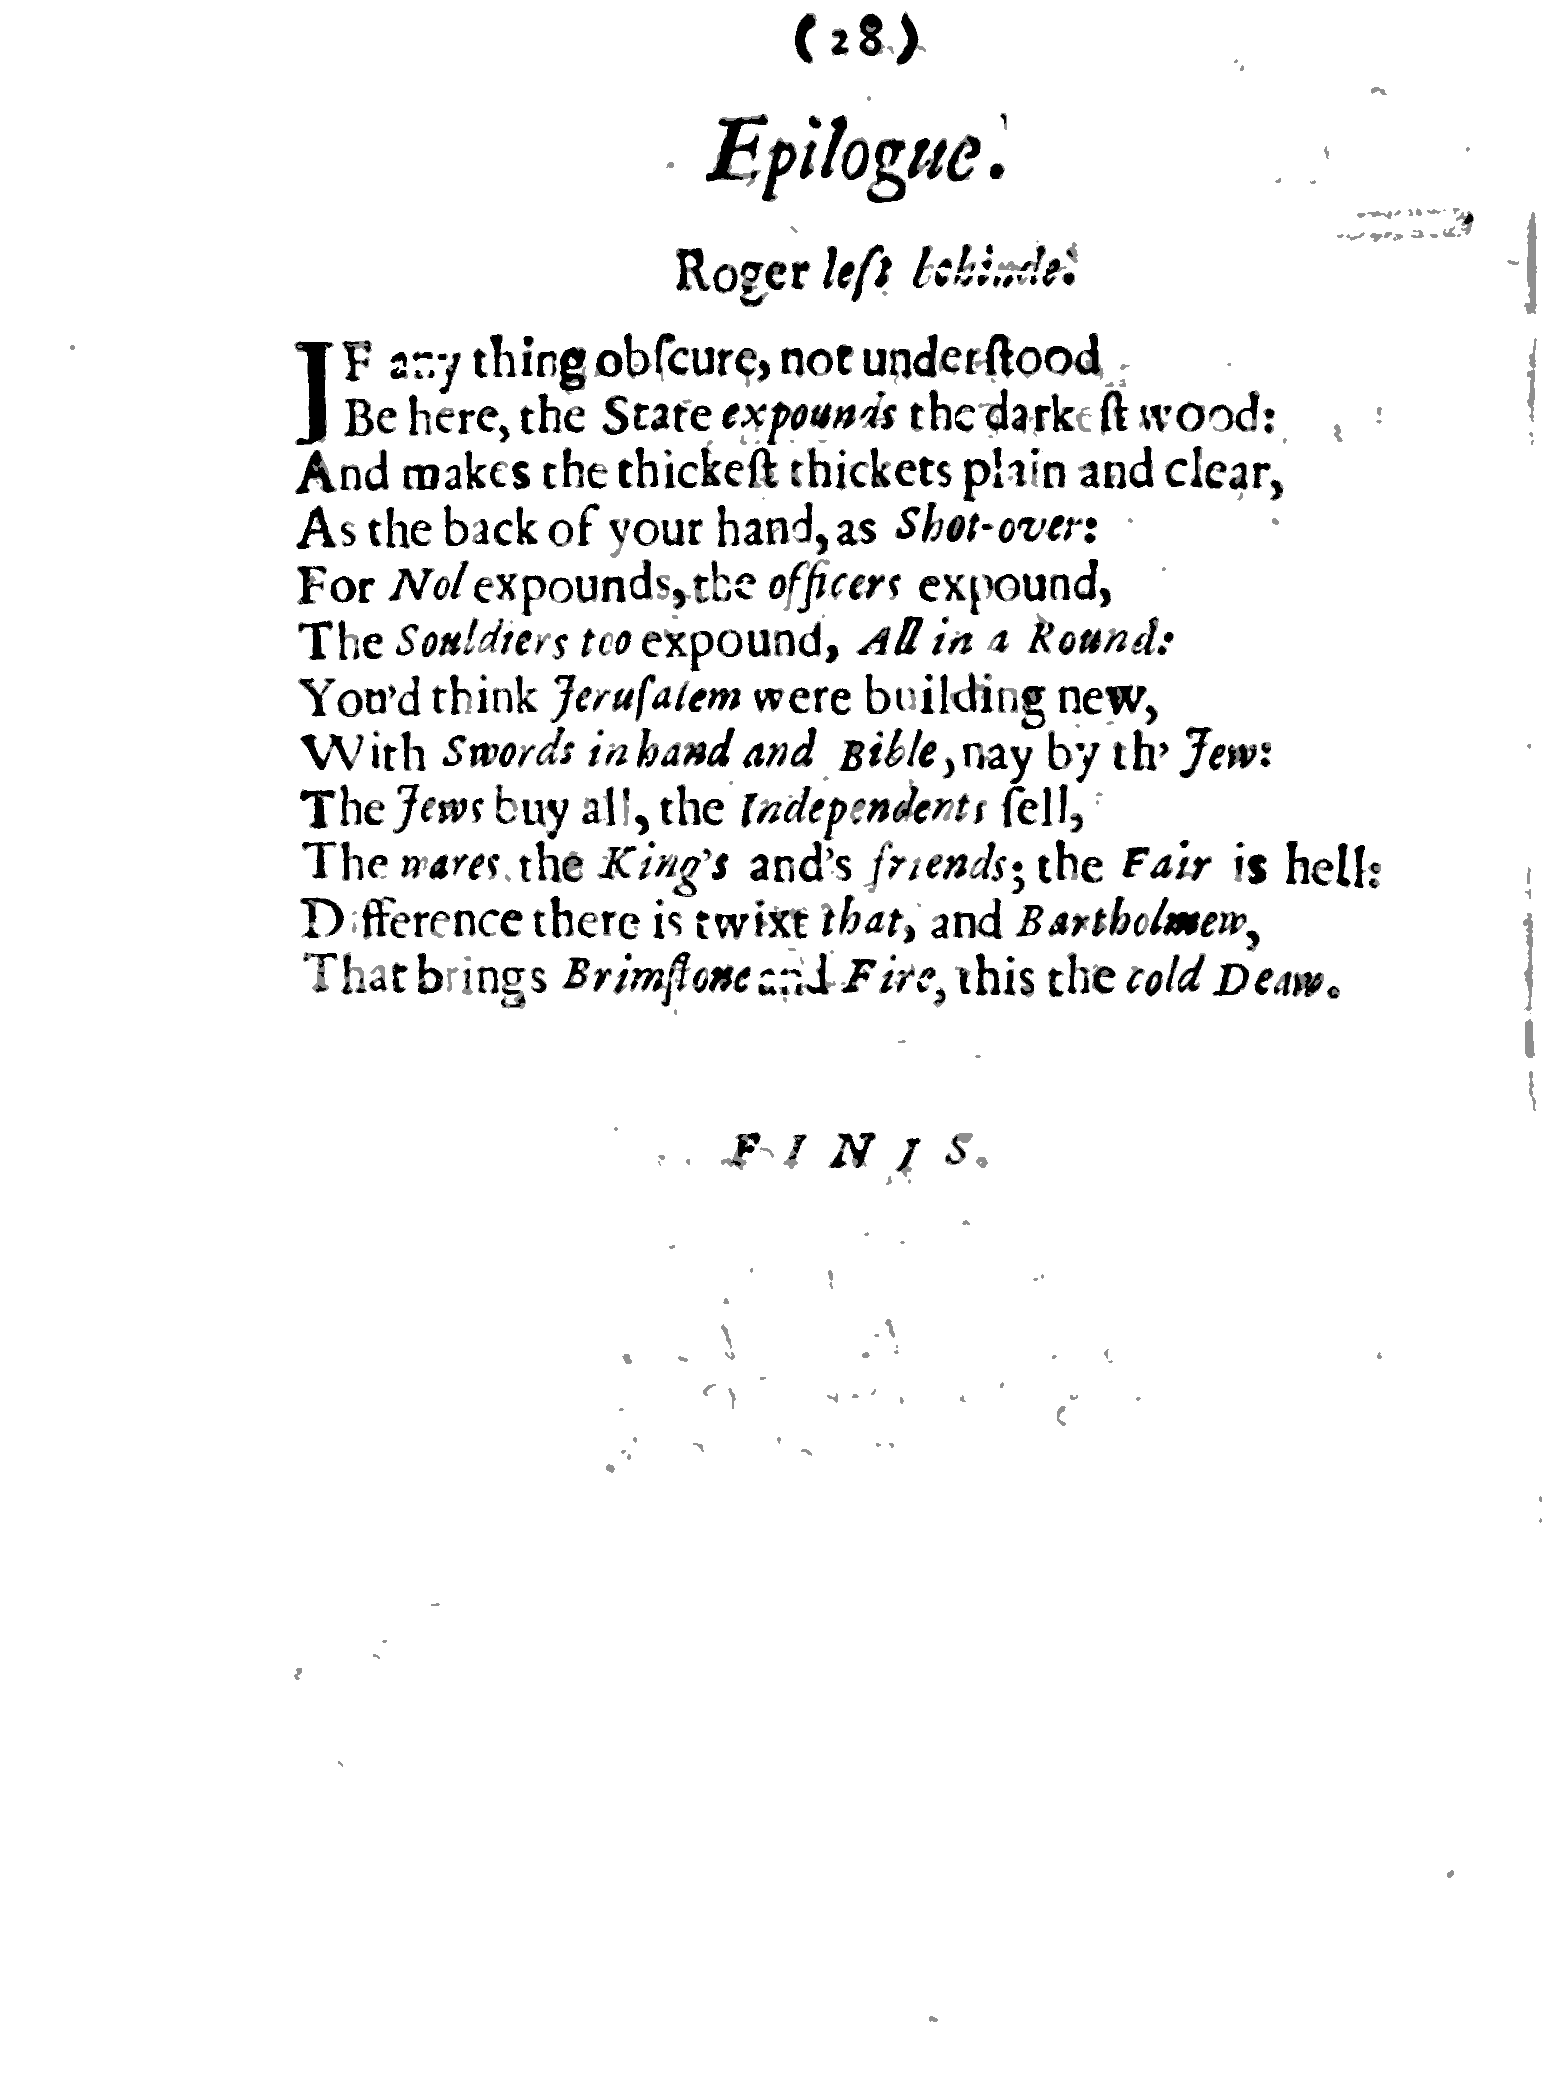 (28)
Epilogue.
Roger left behinde.
IF any thing obſcure, not underſtood
Be here, the State expounds the darkeſt wood:
And makes the thickeſt thickets plain and clear,
As the back of your hand, as Shot-over:
For Nol expounds, the officers expound,
The Souldiers too expound, All in a Round:
You'd think Jeruſalem were building new,
With Swords in hand and Bible, nay by th' Jew:
The Jews buy all, the Independents ſell,
The wares the King's and's friends; the Fair is hell:
Difference there is twixt that, and Bartholmew,
That brings Brimſtone and Fire, this the cold Deaw.
FINIS.